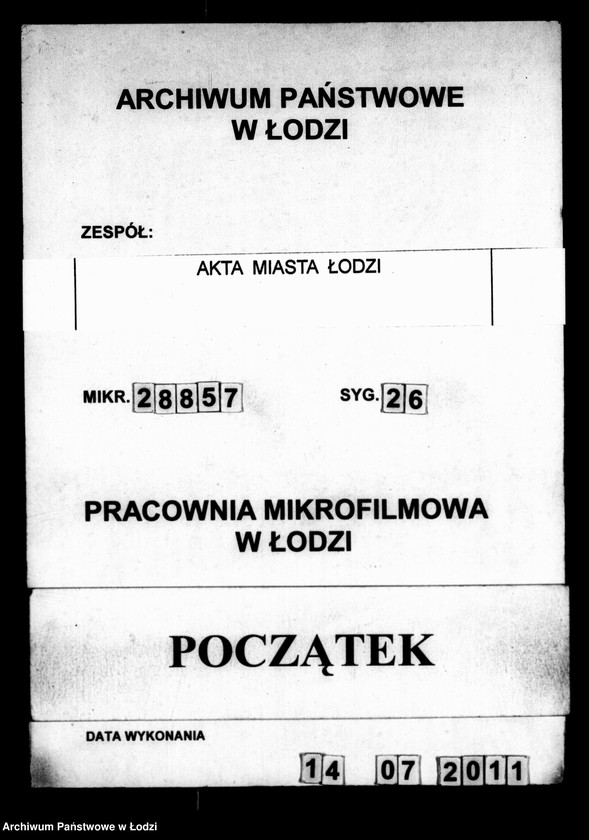 ARCHIWUM PAŃSTWOWE
W ŁODZI
ZESPÓŁ:
AKTA MIASTA ŁODZI
MIKR. 28857 SYG. 26
PRACOWNIA MIKROFILMOWA
W ŁODZI
POCZĄTEK
DATA WYKONANIA
14 07 2011
Archiwum Państwowe w Łodzi